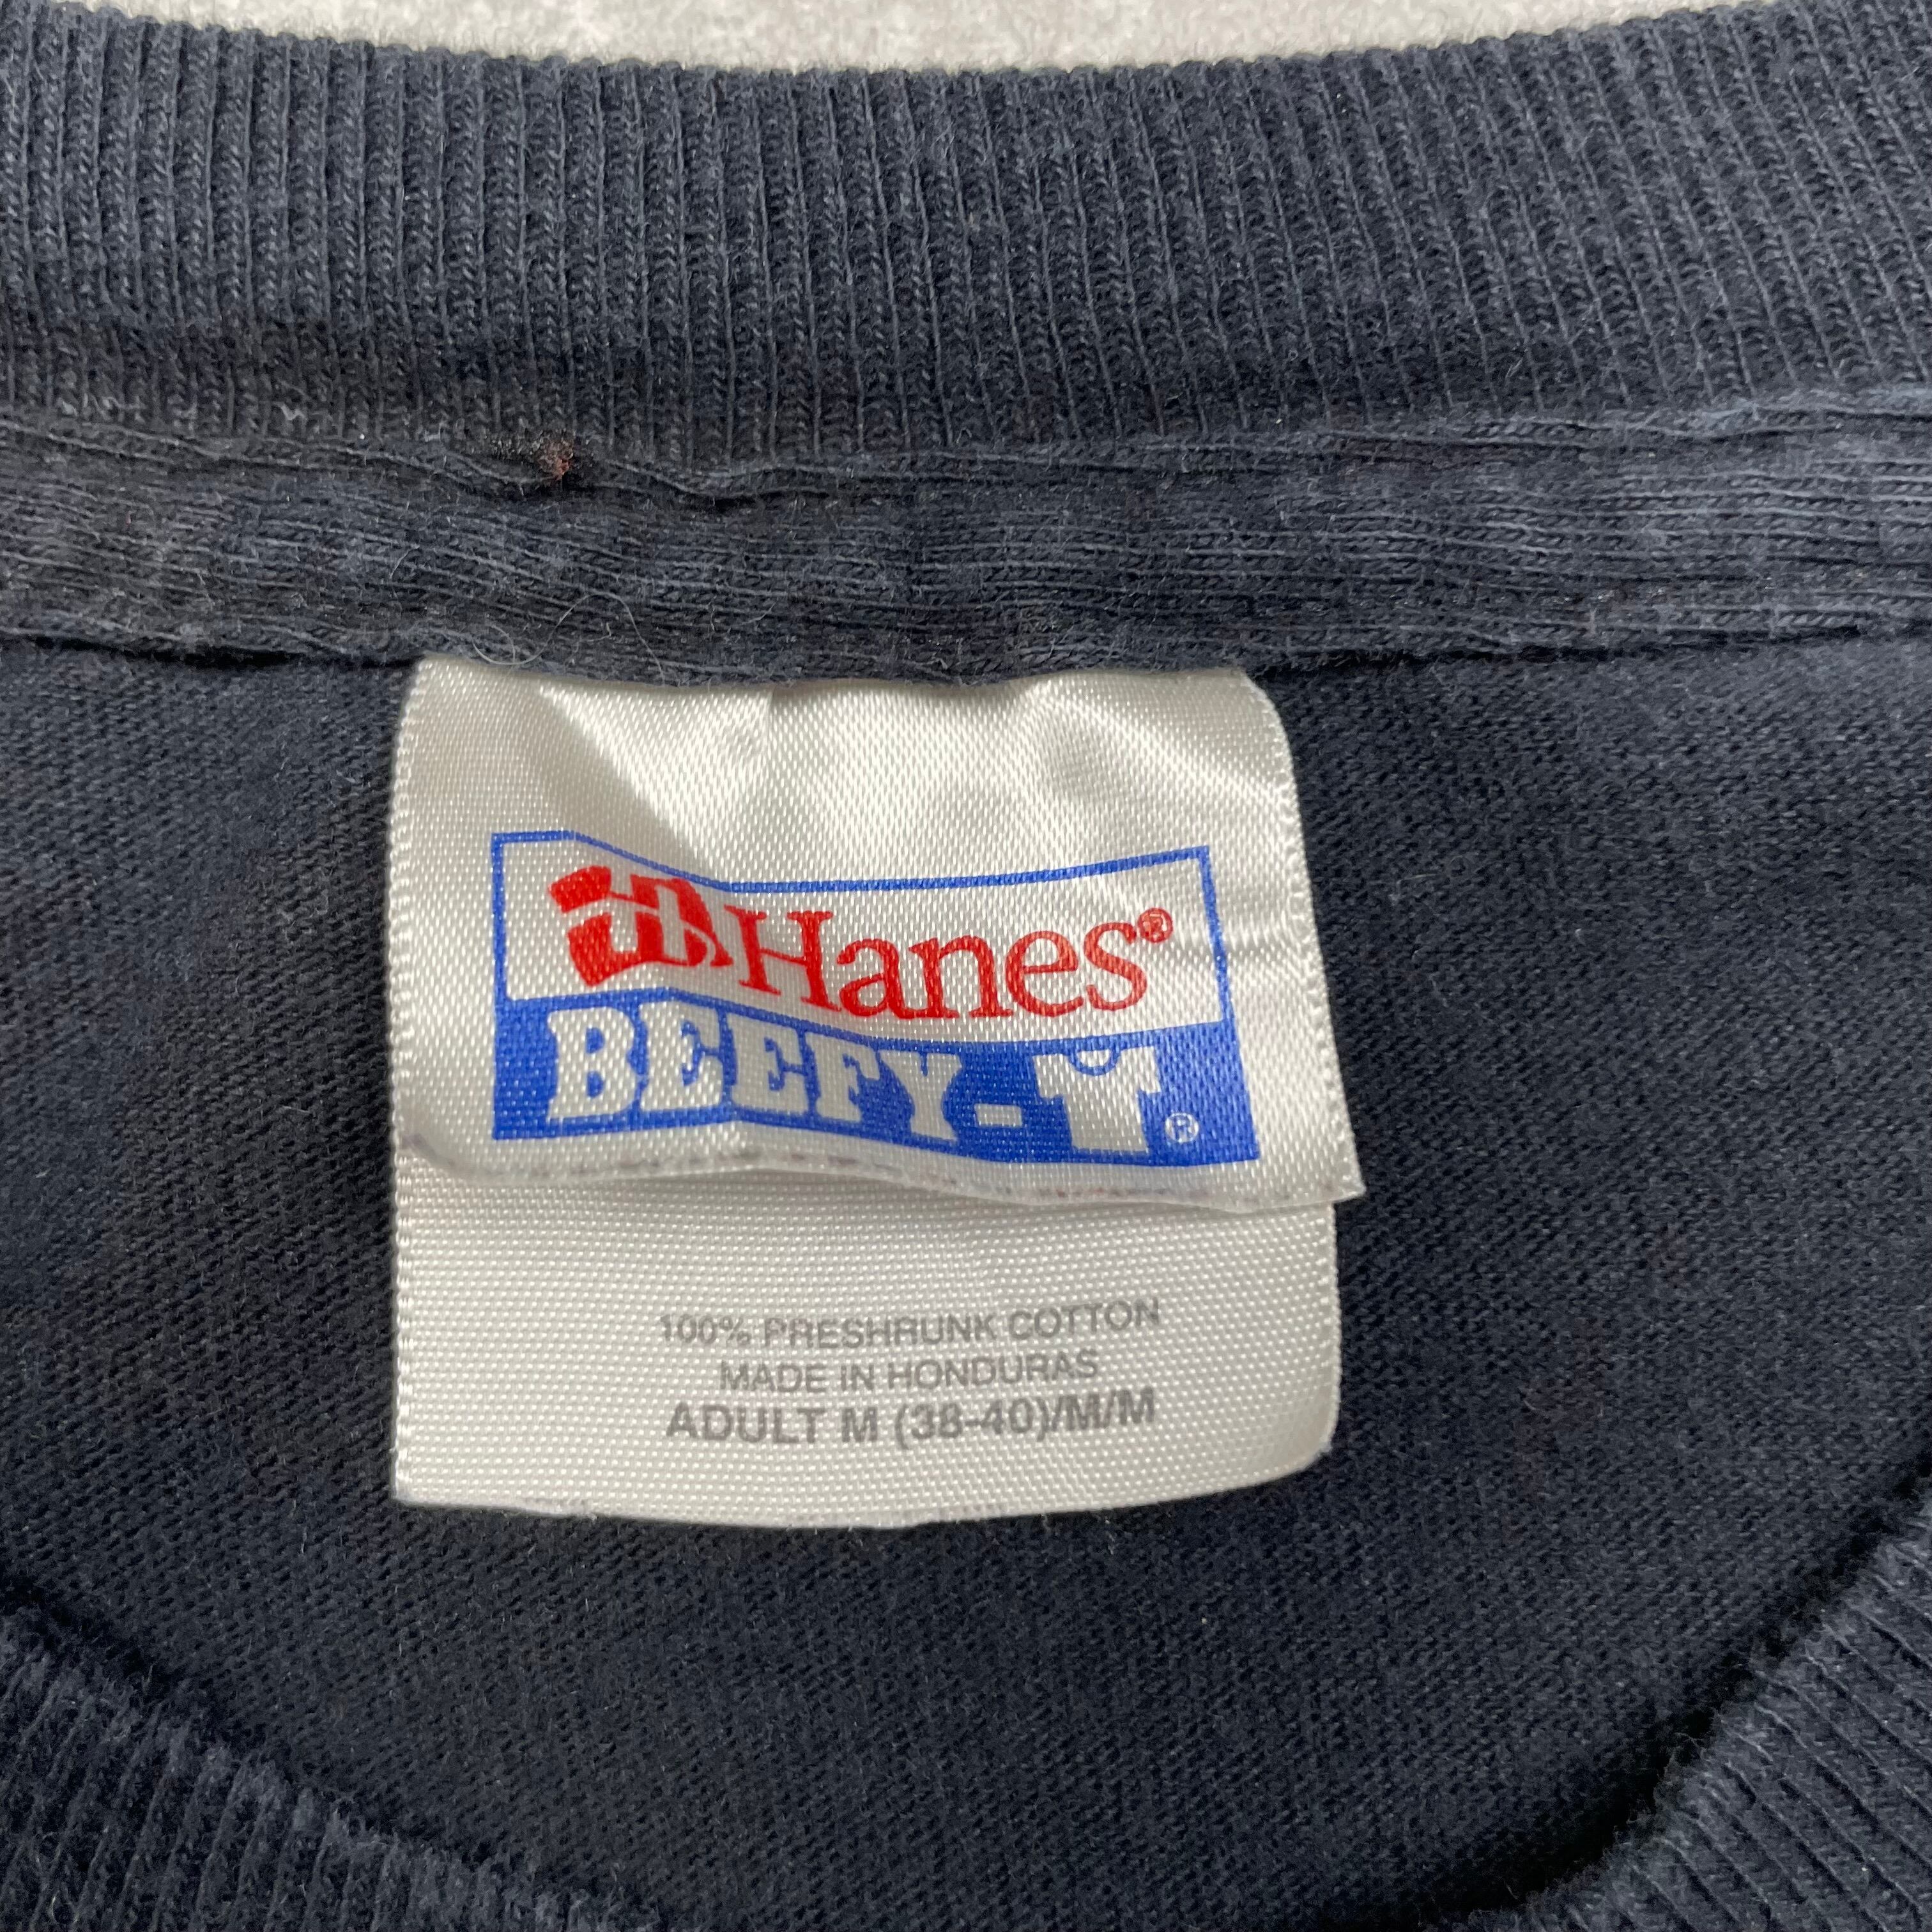 Hanes®
BEEFY-T®
100% PRESHRUNK COTTON
MADE IN HONDURAS
ADULT M (38-40)/M/M